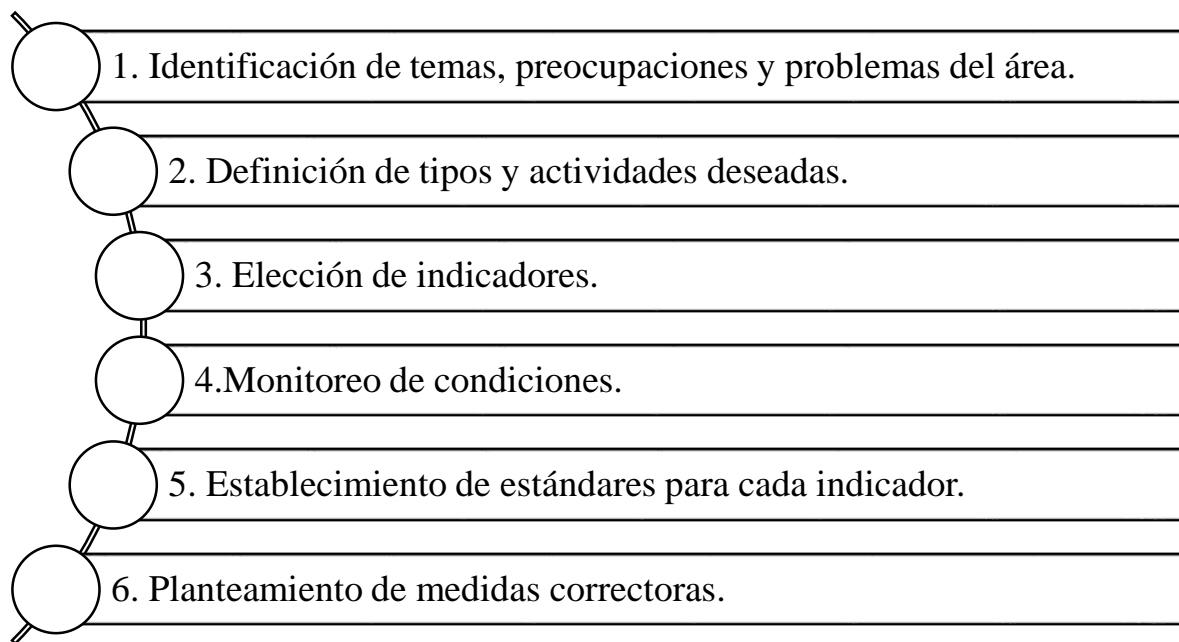 1. Identificación de temas, preocupaciones y problemas del área.
2. Definición de tipos y actividades deseadas.
3. Elección de indicadores.
4.Monitoreo de condiciones.
5. Establecimiento de estándares para cada indicador.
6. Planteamiento de medidas correctoras.